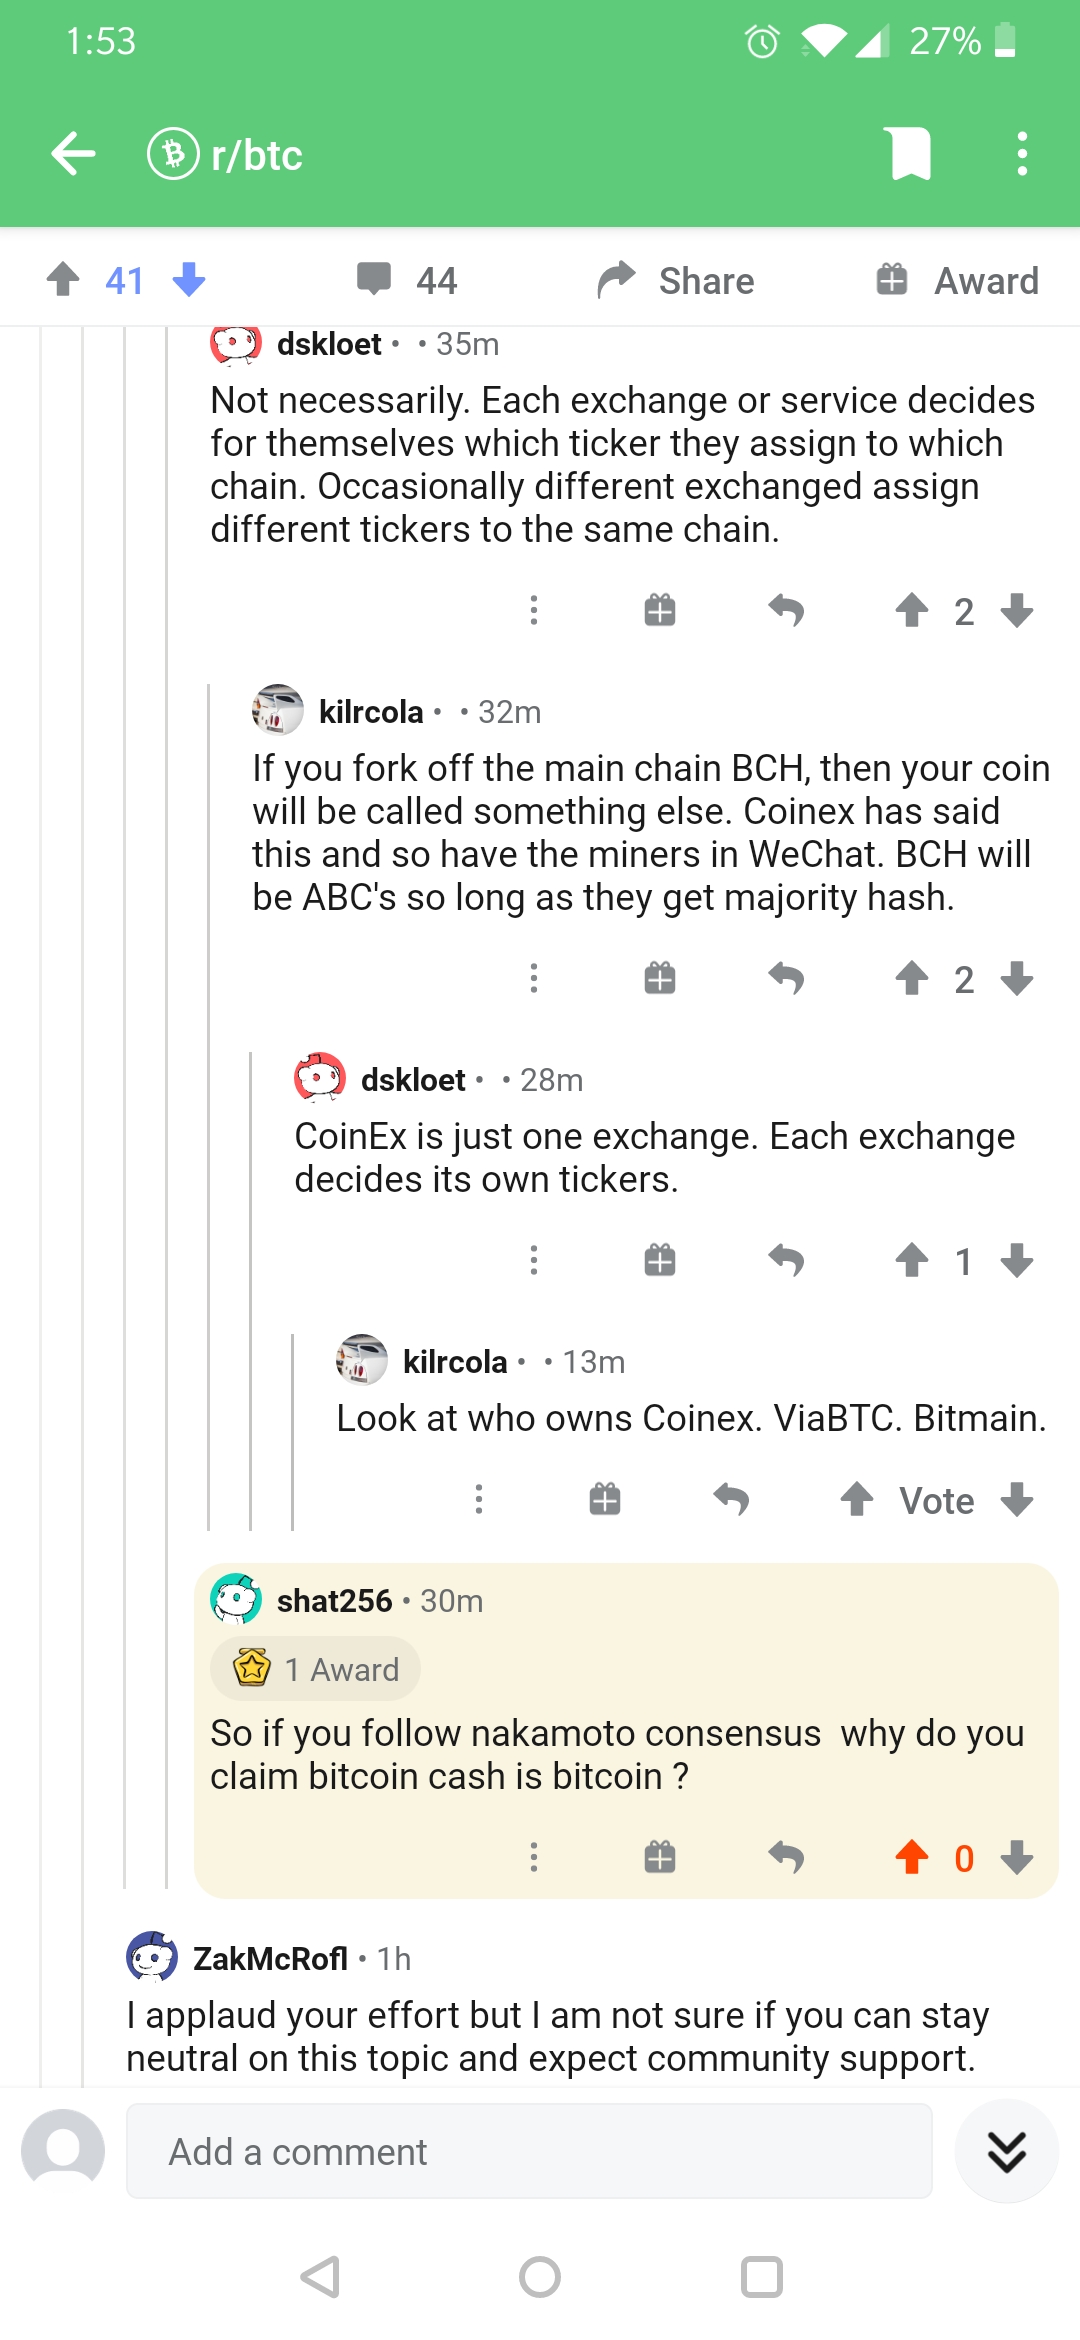 1:53
27%
r/btc
41
44
Share
Award
dskloet • • 35m
Not necessarily. Each exchange or service decides
for themselves which ticker they assign to which
chain. Occasionally different exchanged assign
different tickers to the same chain.
2
kilrcola • • 32m
If you fork off the main chain BCH, then your coin
will be called something else. Coinex has said
this and so have the miners in WeChat. BCH will
be ABC's so long as they get majority hash.
2
dskloet • • 28m
CoinEx is just one exchange. Each exchange
decides its own tickers.
1
kilrcola • • 13m
Look at who owns Coinex. ViaBTC. Bitmain.
Vote
shat256 • 30m
1 Award
So if you follow nakamoto consensus  why do you
claim bitcoin cash is bitcoin ?
0
ZakMcRofl • 1h
I applaud your effort but I am not sure if you can stay
neutral on this topic and expect community support.
Add a comment